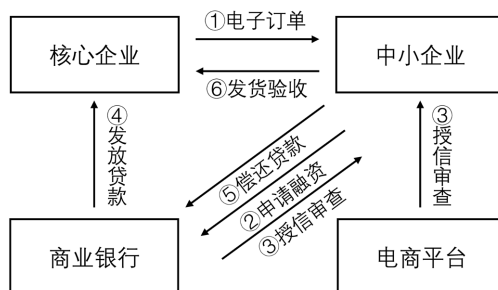 ①电子订单
核心企业
中小企业
⑥发货验收
④发放贷款
③授信审查
⑤偿还贷款
②申请融资
③授信审查
商业银行
电商平台